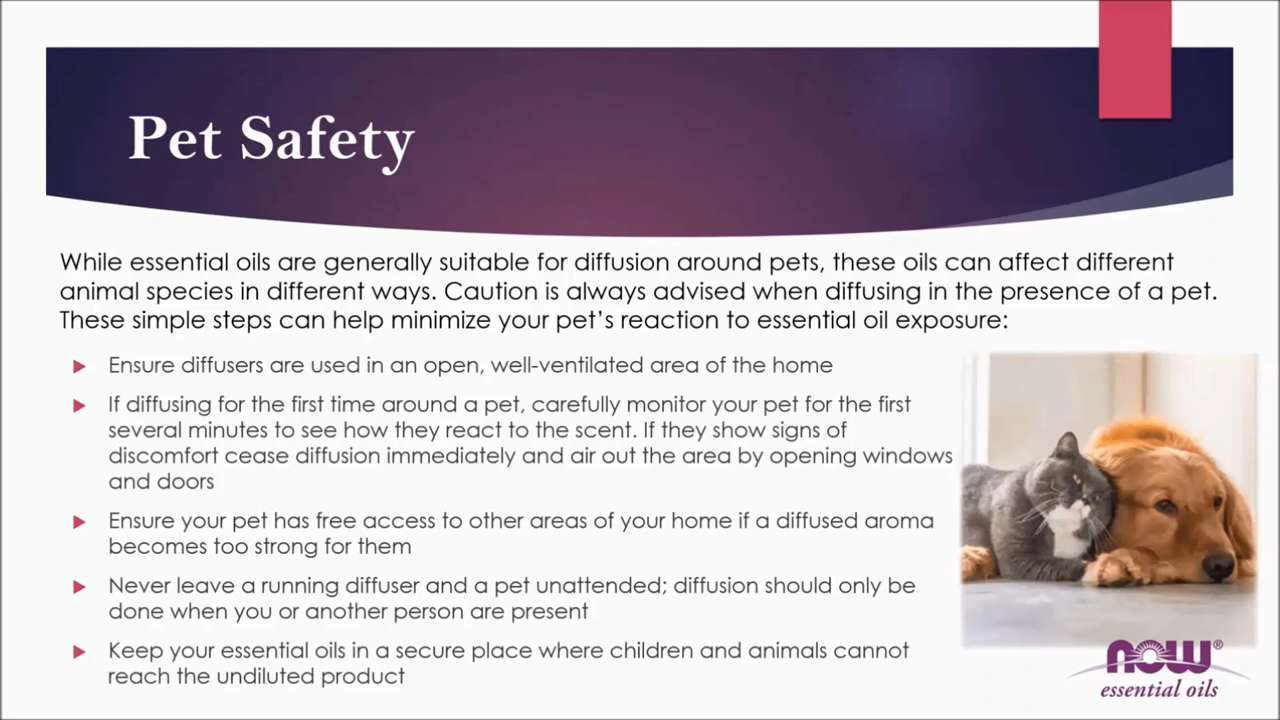 Pet Safety
While essential oils are generally suitable for diffusion around pets, these oils can affect different
animal species in different ways. Caution is always advised when diffusing in the presence of a pet.
These simple steps can help minimize your pet's reaction to essential oil exposure:
Ensure diffusers are used in an open, well-ventilated area of the home
If diffusing for the first time around a pet, carefully monitor your pet for the first
several minutes to see how they react to the scent. If they show signs of
discomfort cease diffusion immediately and air out the area by opening windows
and doors
Ensure your pet has free access to other areas of your home if a diffused aroma
becomes too strong for them
Never leave a running diffuser and a pet unattended; diffusion should only be
done when you or another person are present
Keep your essential oils in a secure place where children and animals cannot
reach the undiluted product
now®
essential oils